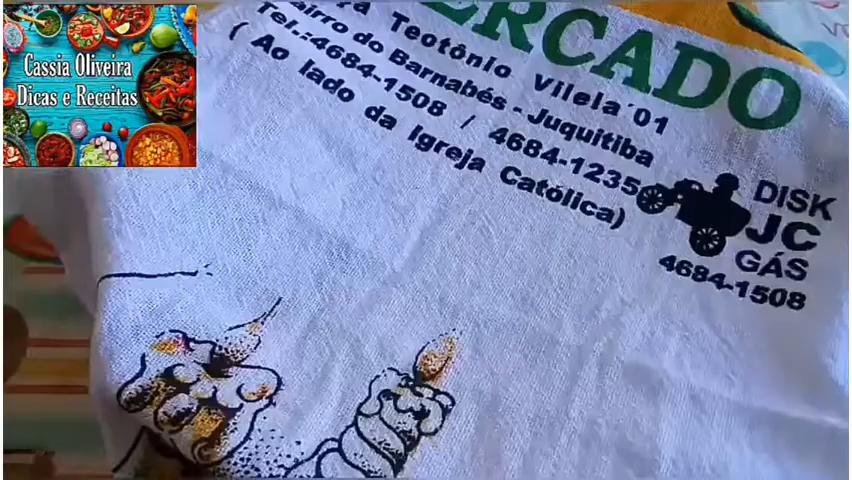 Cassia Oliveira
Dicas e Receitas
ERCADO
Teotônio Vilela´01
airro do Barnabés - Juquitiba
Tel.:4684-1508 / 4684-1235
( Ao lado da Igreja Católica)
DISK
JC
GÁS
4684-1508